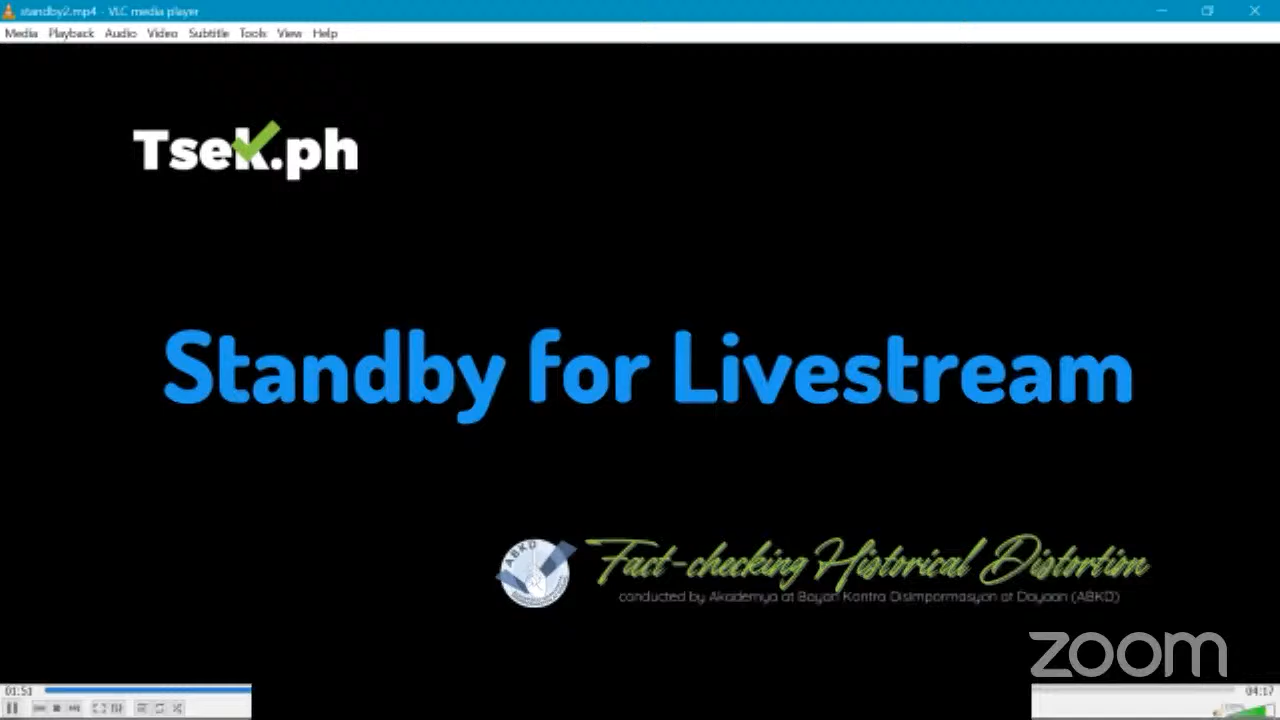 standby2.mp4 - VLC media player
Media Playback Audio Video Subtitle Tools View Help
Tsek.ph
Standby for Livestream
ABKD
Fact-checking Historical Distortion
conducted by Akademya at Bayan Kontra Disimpormasyon at Dayaan (ABKD)
zoom
01:51
04:17